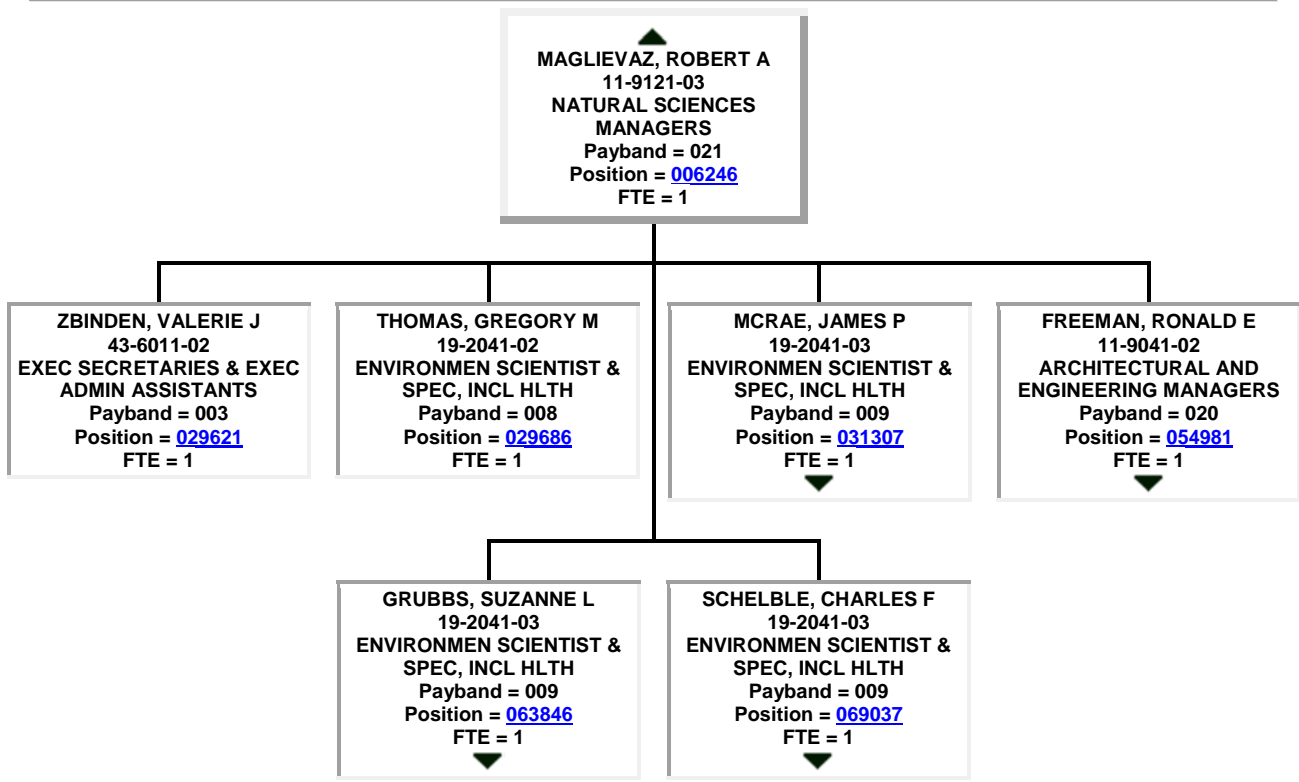 MAGLIEVAZ, ROBERT A
11-9121-03
NATURAL SCIENCES
MANAGERS
Payband = 021
Position = 006246
FTE = 1
ZBINDEN, VALERIE J
43-6011-02
EXEC SECRETARIES & EXEC
ADMIN ASSISTANTS
Payband = 003
Position = 029621
FTE = 1
THOMAS, GREGORY M
19-2041-02
ENVIRONMEN SCIENTIST &
SPEC, INCL HLTH
Payband = 008
Position = 029686
FTE = 1
MCRAE, JAMES P
19-2041-03
ENVIRONMEN SCIENTIST &
SPEC, INCL HLTH
Payband = 009
Position = 031307
FTE = 1
FREEMAN, RONALD E
11-9041-02
ARCHITECTURAL AND
ENGINEERING MANAGERS
Payband = 020
Position = 054981
FTE = 1
GRUBBS, SUZANNE L
19-2041-03
ENVIRONMEN SCIENTIST &
SPEC, INCL HLTH
Payband = 009
Position = 063846
FTE = 1
SCHELBLE, CHARLES F
19-2041-03
ENVIRONMEN SCIENTIST &
SPEC, INCL HLTH
Payband = 009
Position = 069037
FTE = 1